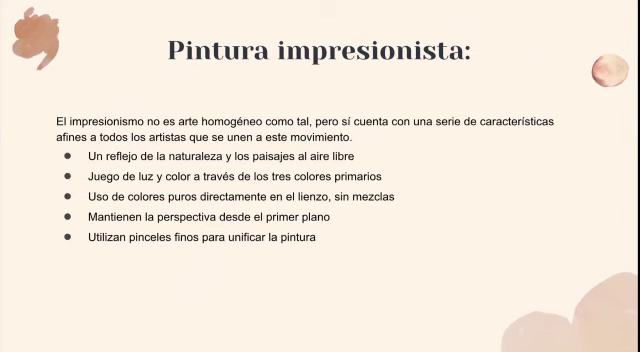 Pintura impresionista:
El impresionismo no es arte homogéneo como tal, pero sí cuenta con una serie de características
afines a todos los artistas que se unen a este movimiento.
● Un reflejo de la naturaleza y los paisajes al aire libre
● Juego de luz y color a través de los tres colores primarios
● Uso de colores puros directamente en el lienzo, sin mezclas
● Mantienen la perspectiva desde el primer plano
● Utilizan pinceles finos para unificar la pintura